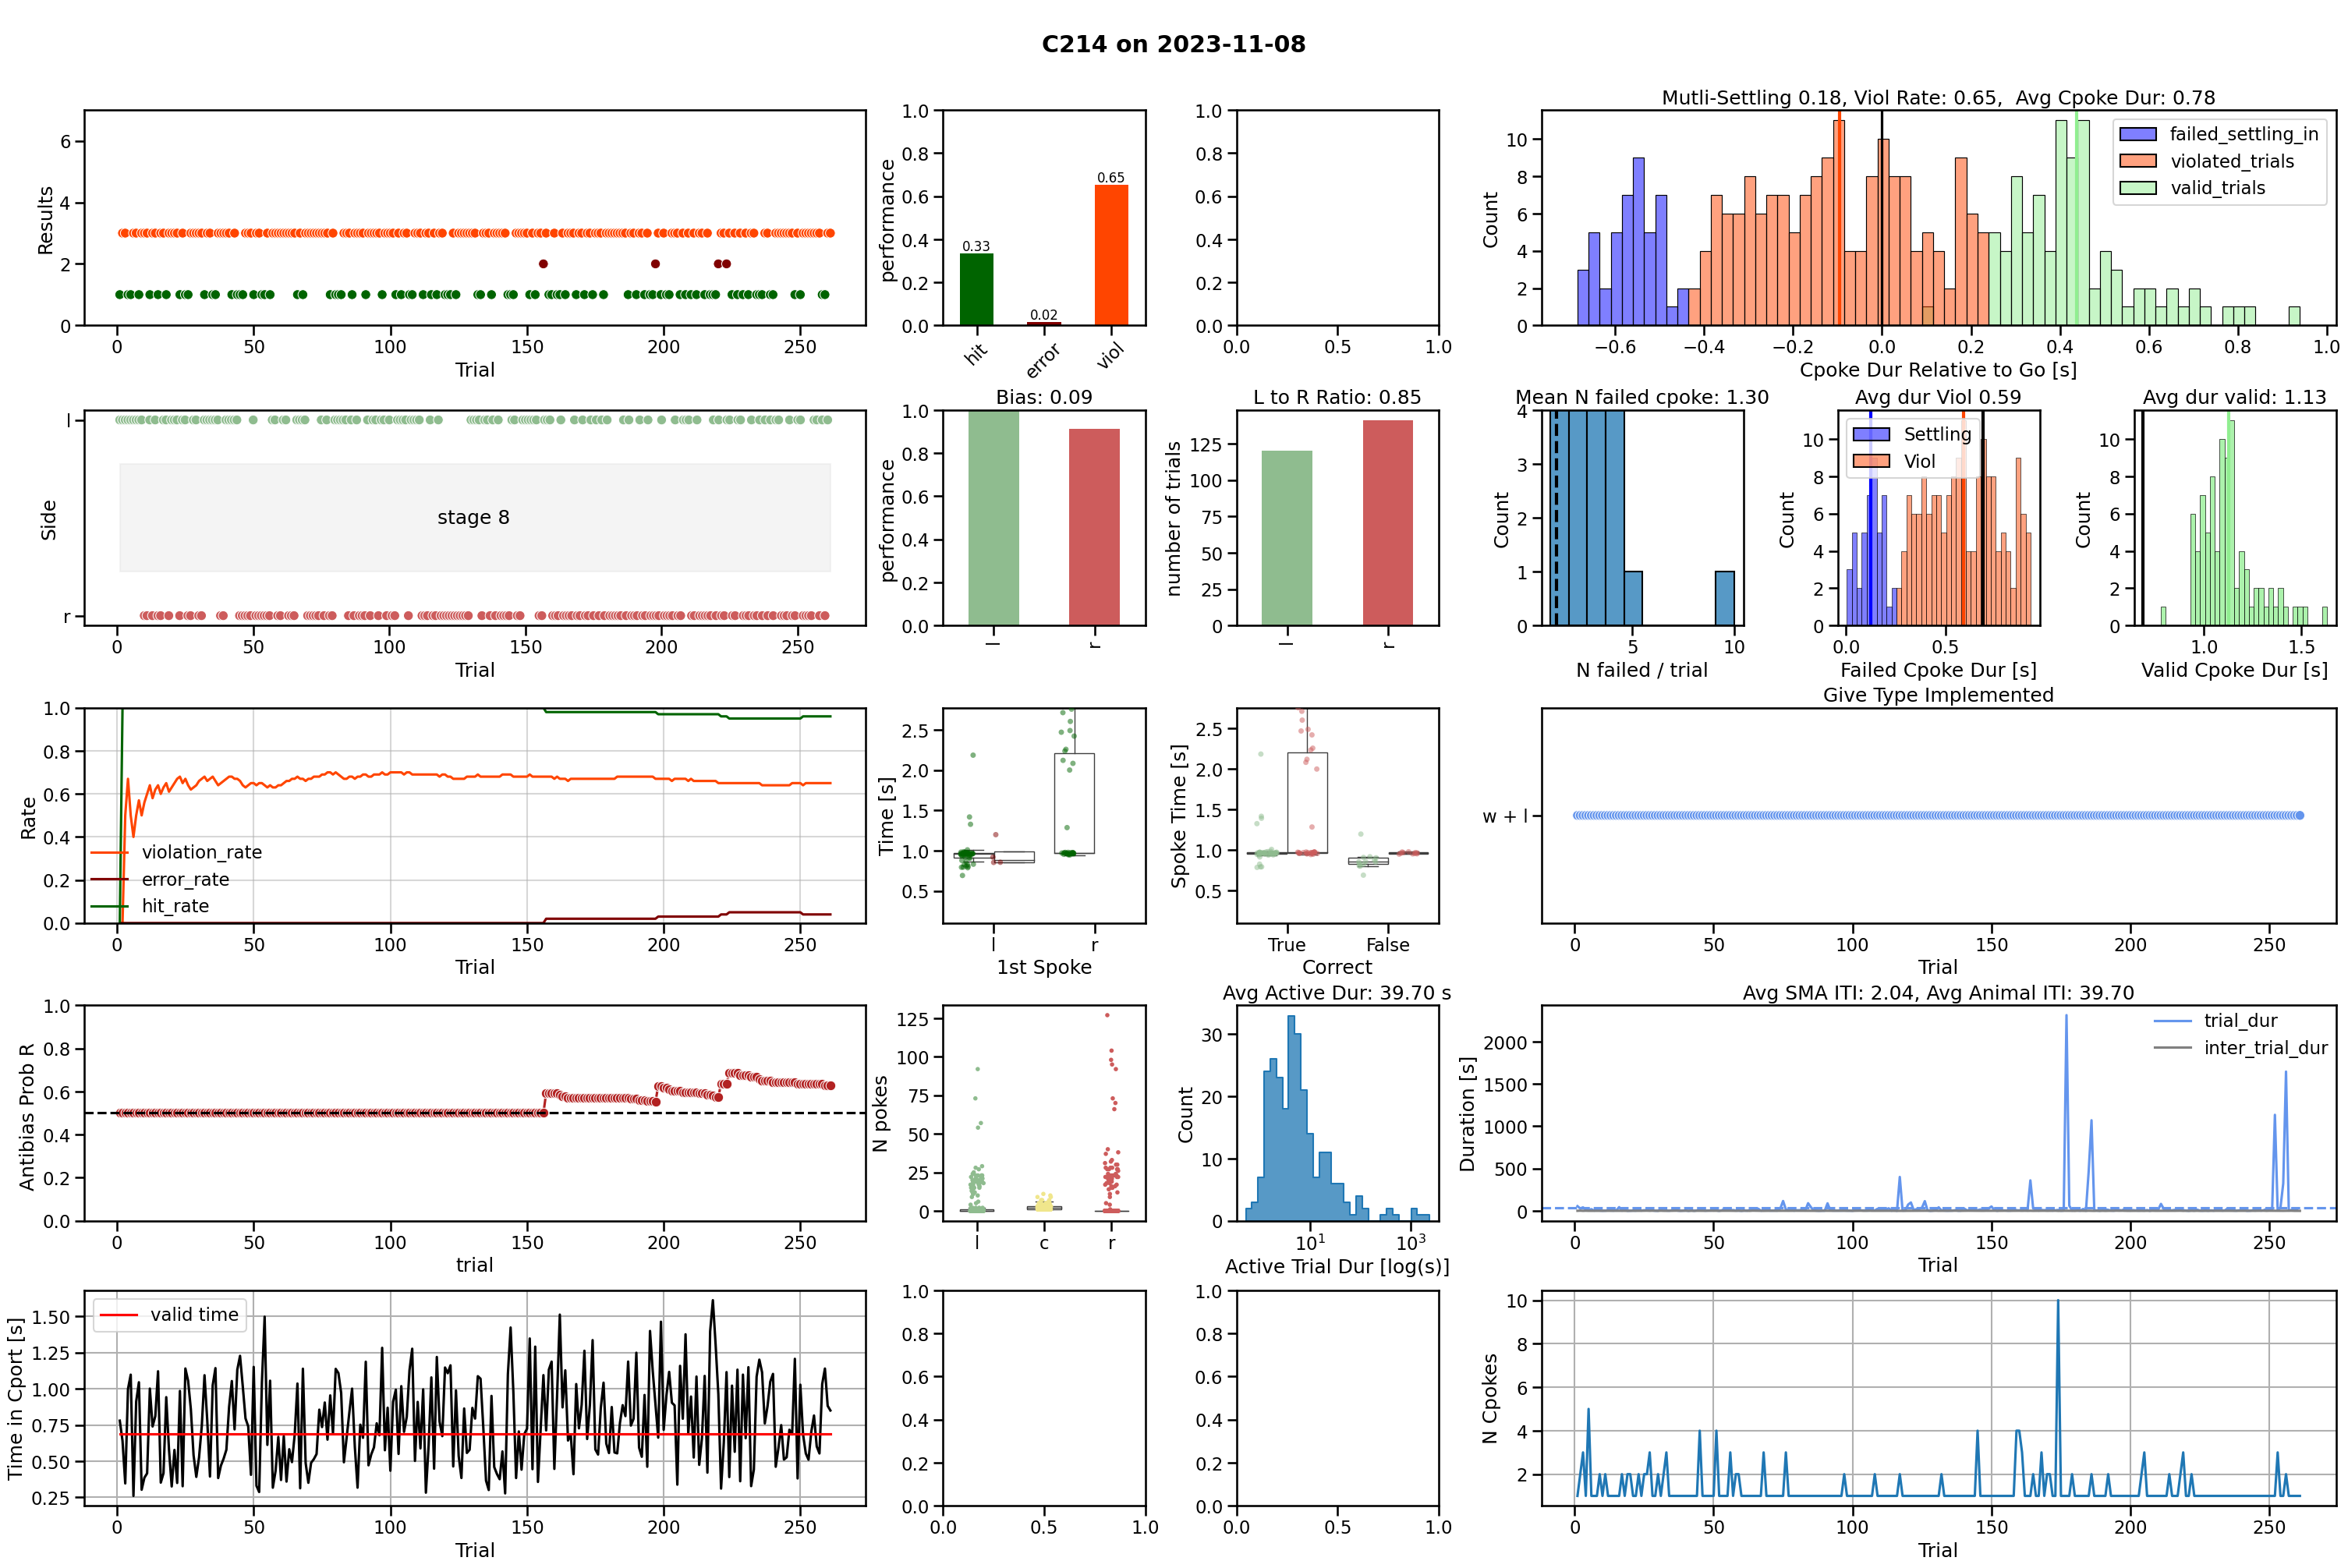 C214 on 2023-11-08
Results
6
4
2
0
0 50 100 150 200 250
Trial
performance
1.0
0.8
0.6
0.4
0.2
0.0
0.33
0.02
0.65
hit error viol
1.0
0.8
0.6
0.4
0.2
0.0
0.0 0.5 1.0
Mutli-Settling 0.18, Viol Rate: 0.65, Avg Cpoke Dur: 0.78
Count
10
8
6
4
2
0
failed_settling_in
violated_trials
valid_trials
−0.6 −0.4 −0.2 0.0 0.2 0.4 0.6 0.8 1.0
Cpoke Dur Relative to Go [s]
Side
l
r
stage 8
0 50 100 150 200 250
Trial
Bias: 0.09
performance
1.0
0.8
0.6
0.4
0.2
0.0
l r
L to R Ratio: 0.85
number of trials
125
100
75
50
25
0
l r
Mean N failed cpoke: 1.30
Count
4
3
2
1
0
5 10
N failed / trial
Avg dur Viol 0.59
Count
10
8
6
4
2
0
Settling
Viol
0.0 0.5
Failed Cpoke Dur [s]
Avg dur valid: 1.13
Count
10
8
6
4
2
0
1.0 1.5
Valid Cpoke Dur [s]
Rate
1.0
0.8
0.6
0.4
0.2
0.0
violation_rate
error_rate
hit_rate
0 50 100 150 200 250
Trial
Time [s]
2.5
2.0
1.5
1.0
0.5
l r
1st Spoke
Spoke Time [s]
2.5
2.0
1.5
1.0
0.5
True False
Correct
Give Type Implemented
w + l
0 50 100 150 200 250
Trial
Antibias Prob R
1.0
0.8
0.6
0.4
0.2
0.0
0 50 100 150 200 250
trial
N pokes
125
100
75
50
25
0
l c r
Avg Active Dur: 39.70 s
Count
30
20
10
0
10¹ 10³
Active Trial Dur [log(s)]
Avg SMA ITI: 2.04, Avg Animal ITI: 39.70
Duration [s]
2000
1500
1000
500
0
trial_dur
inter_trial_dur
0 50 100 150 200 250
Trial
Time in Cport [s]
1.50
1.25
1.00
0.75
0.50
0.25
valid time
0 50 100 150 200 250
Trial
1.0
0.8
0.6
0.4
0.2
0.0
0.0 0.5 1.0
1.0
0.8
0.6
0.4
0.2
0.0
0.0 0.5 1.0
N Cpokes
10
8
6
4
2
0 50 100 150 200 250
Trial